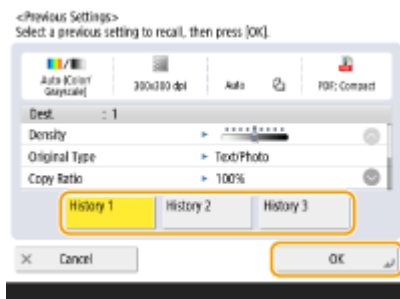 <Previous Settings>
Select a previous setting to recall, then press [OK].
Auto (Color/
Grayscale)
300x300 dpi
Auto
PDF; Compact
Dest. : 1
Density
Original Type ▸ Text/Photo
Copy Ratio ▸ 100%
History 1 History 2 History 3
× Cancel OK